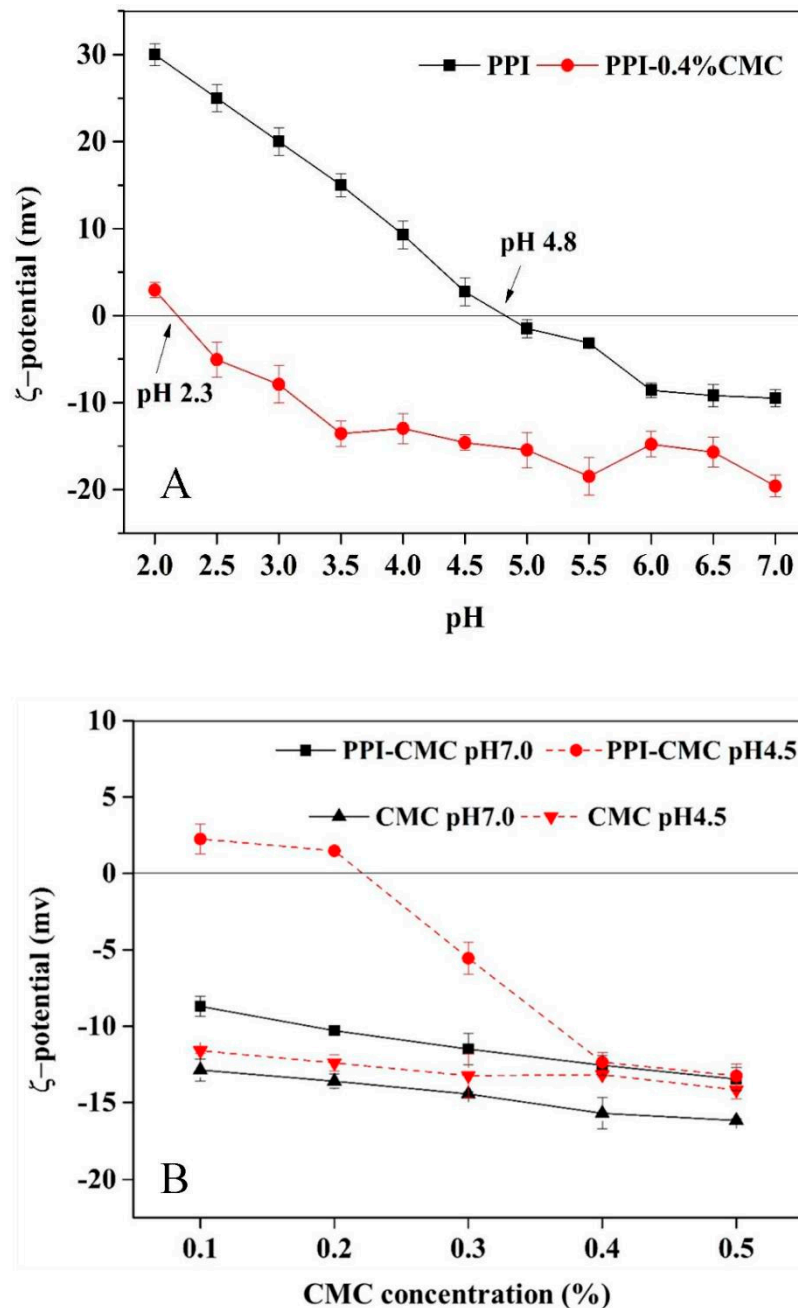 PPI PPI-0.4%CMC
30
20
10
0
-10
-20
ζ-potential (mv)
pH 4.8
pH 2.3
A
2.0 2.5 3.0 3.5 4.0 4.5 5.0 5.5 6.0 6.5 7.0
pH
10
5
0
-5
-10
-15
-20
ζ-potential (mv)
PPI-CMC pH7.0 PPI-CMC pH4.5
CMC pH7.0 CMC pH4.5
B
0.1 0.2 0.3 0.4 0.5
CMC concentration (%)